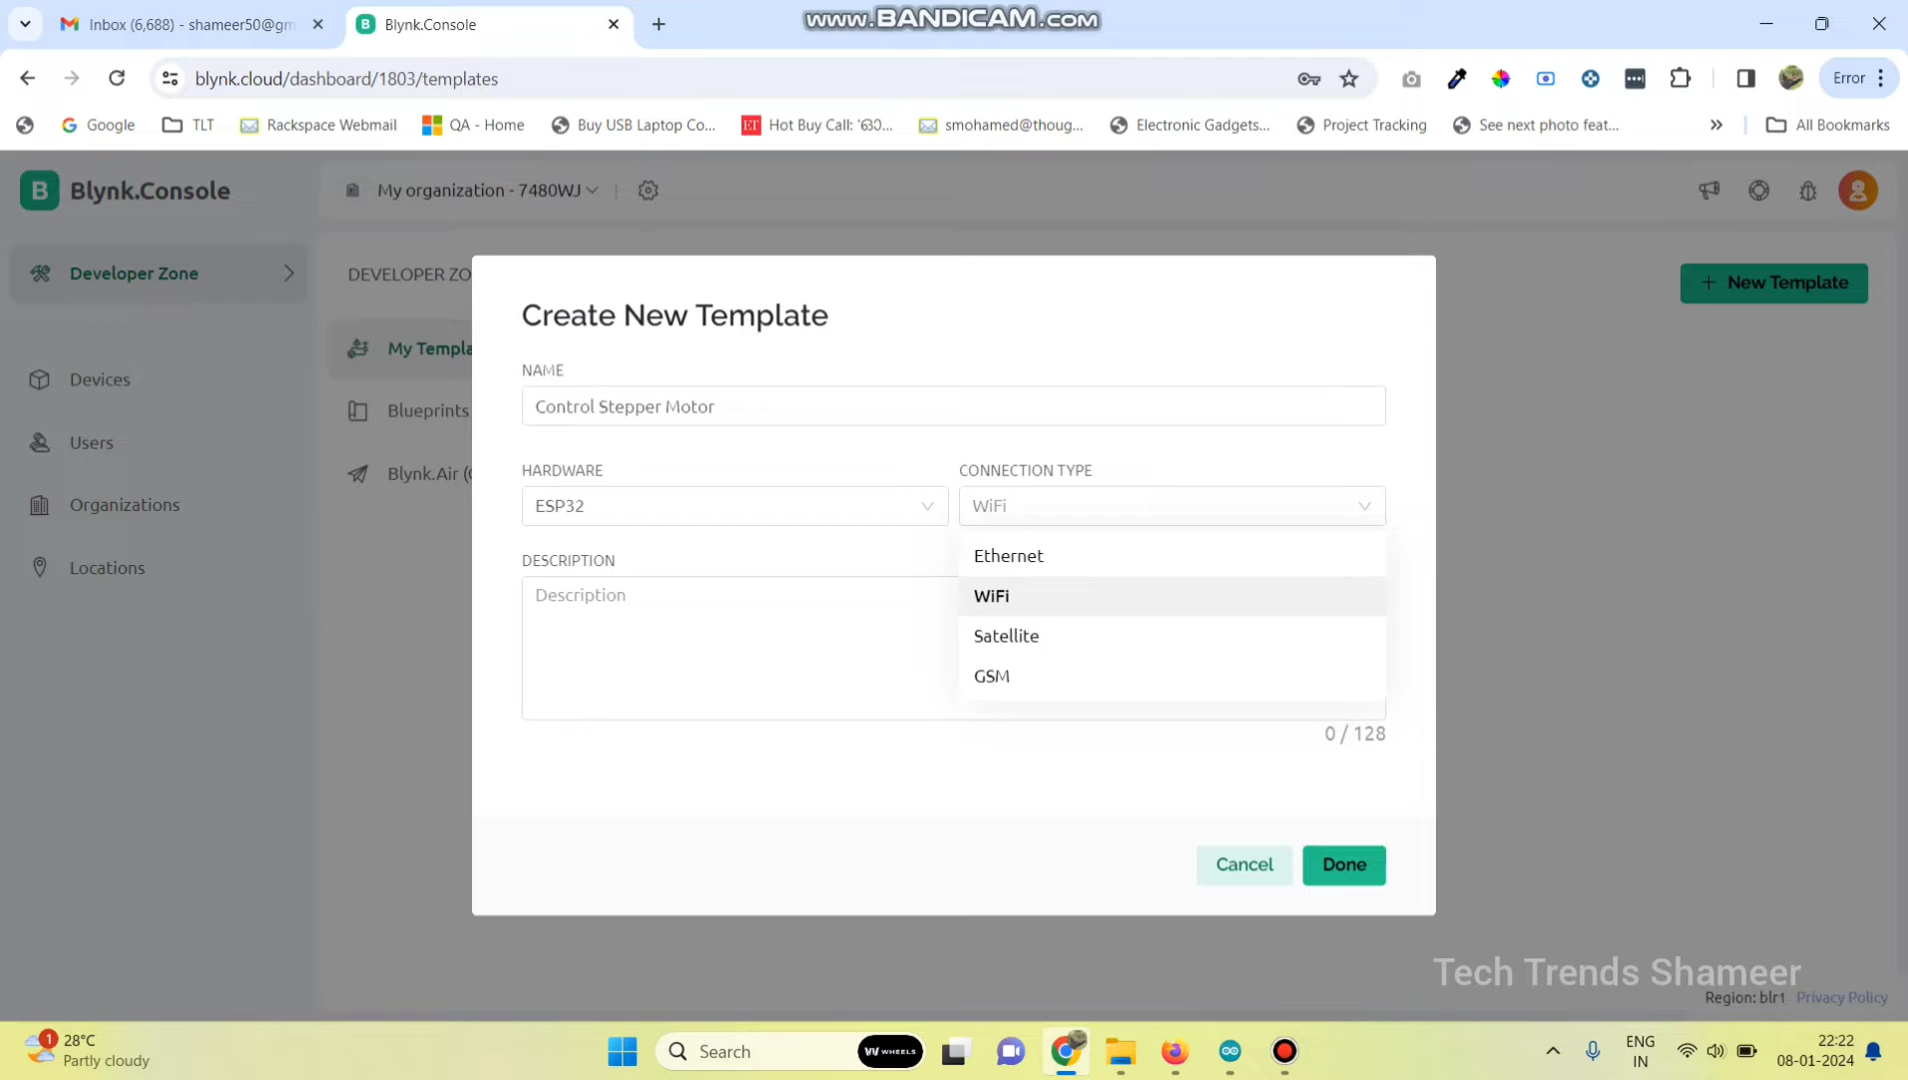 Inbox (6,688) - shameer50@gm
Blynk.Console
www.BANDICAM.com
blynk.cloud/dashboard/1803/templates
Error
Google
TLT
Rackspace Webmail
QA - Home
Buy USB Laptop Co...
ET
Hot Buy Call: '630...
smohamed@thoug...
Electronic Gadgets...
Project Tracking
See next photo feat...
All Bookmarks
B
Blynk.Console
My organization - 7480WJ
Developer Zone
DEVELOPER ZO
New Template
Devices
Users
Organizations
Locations
My Templa
Blueprints
Blynk.Air (
Create New Template
NAME
Control Stepper Motor
HARDWARE
CONNECTION TYPE
ESP32
WiFi
DESCRIPTION
Description
Ethernet
WiFi
Satellite
GSM
0 / 128
Cancel
Done
Tech Trends Shameer
Region: blr1 Privacy Policy
1
28°C
Partly cloudy
Search
WHEELS
ENG
IN
22:22
08-01-2024